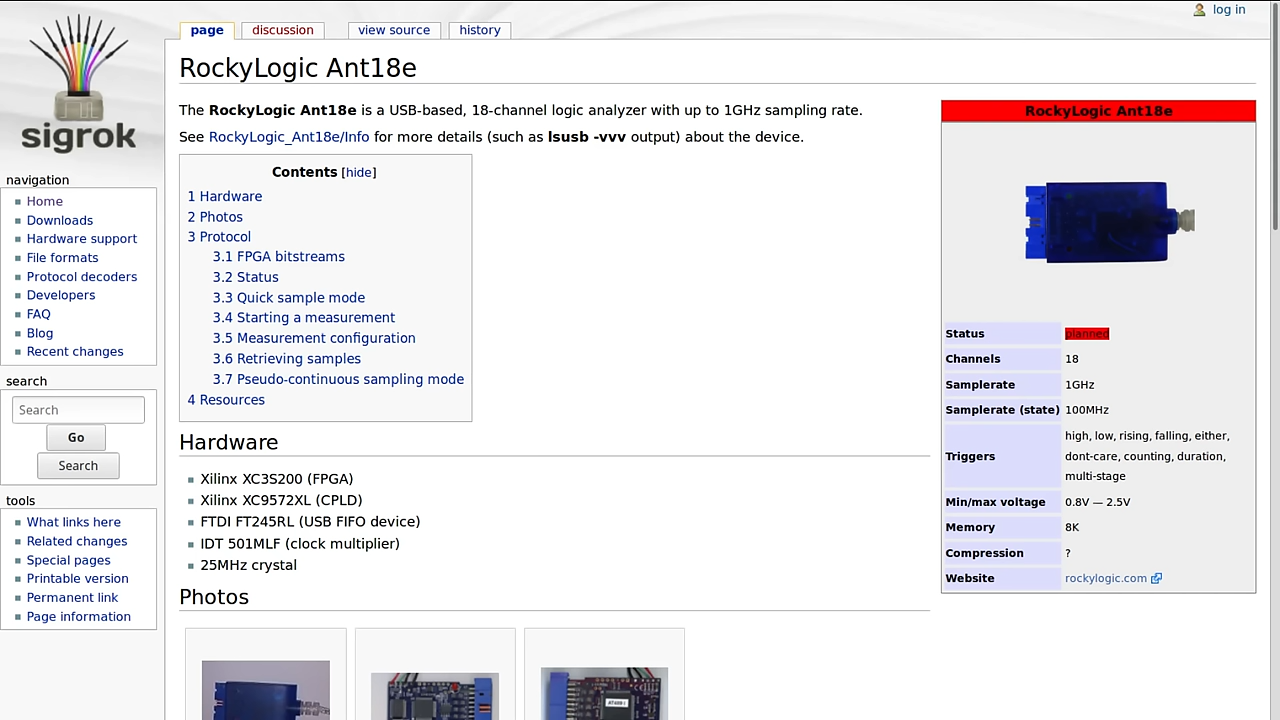 log in
page
discussion
view source
history
sigrok
RockyLogic Ant18e
The RockyLogic Ant18e is a USB-based, 18-channel logic analyzer with up to 1GHz sampling rate.
See RockyLogic_Ant18e/Info for more details (such as lsusb -vvv output) about the device.
Contents [hide]
1 Hardware
2 Photos
3 Protocol
3.1 FPGA bitstreams
3.2 Status
3.3 Quick sample mode
3.4 Starting a measurement
3.5 Measurement configuration
3.6 Retrieving samples
3.7 Pseudo-continuous sampling mode
4 Resources
Hardware
Xilinx XC3S200 (FPGA)
Xilinx XC9572XL (CPLD)
FTDI FT245RL (USB FIFO device)
IDT 501MLF (clock multiplier)
25MHz crystal
Photos
RockyLogic Ant18e
Status planned
Channels 18
Samplerate 1GHz
Samplerate (state) 100MHz
Triggers high, low, rising, falling, either,
dont-care, counting, duration,
multi-stage
Min/max voltage 0.8V — 2.5V
Memory 8K
Compression ?
Website rockylogic.com
navigation
Home
Downloads
Hardware support
File formats
Protocol decoders
Developers
FAQ
Blog
Recent changes
search
Search
Go
Search
tools
What links here
Related changes
Special pages
Printable version
Permanent link
Page information